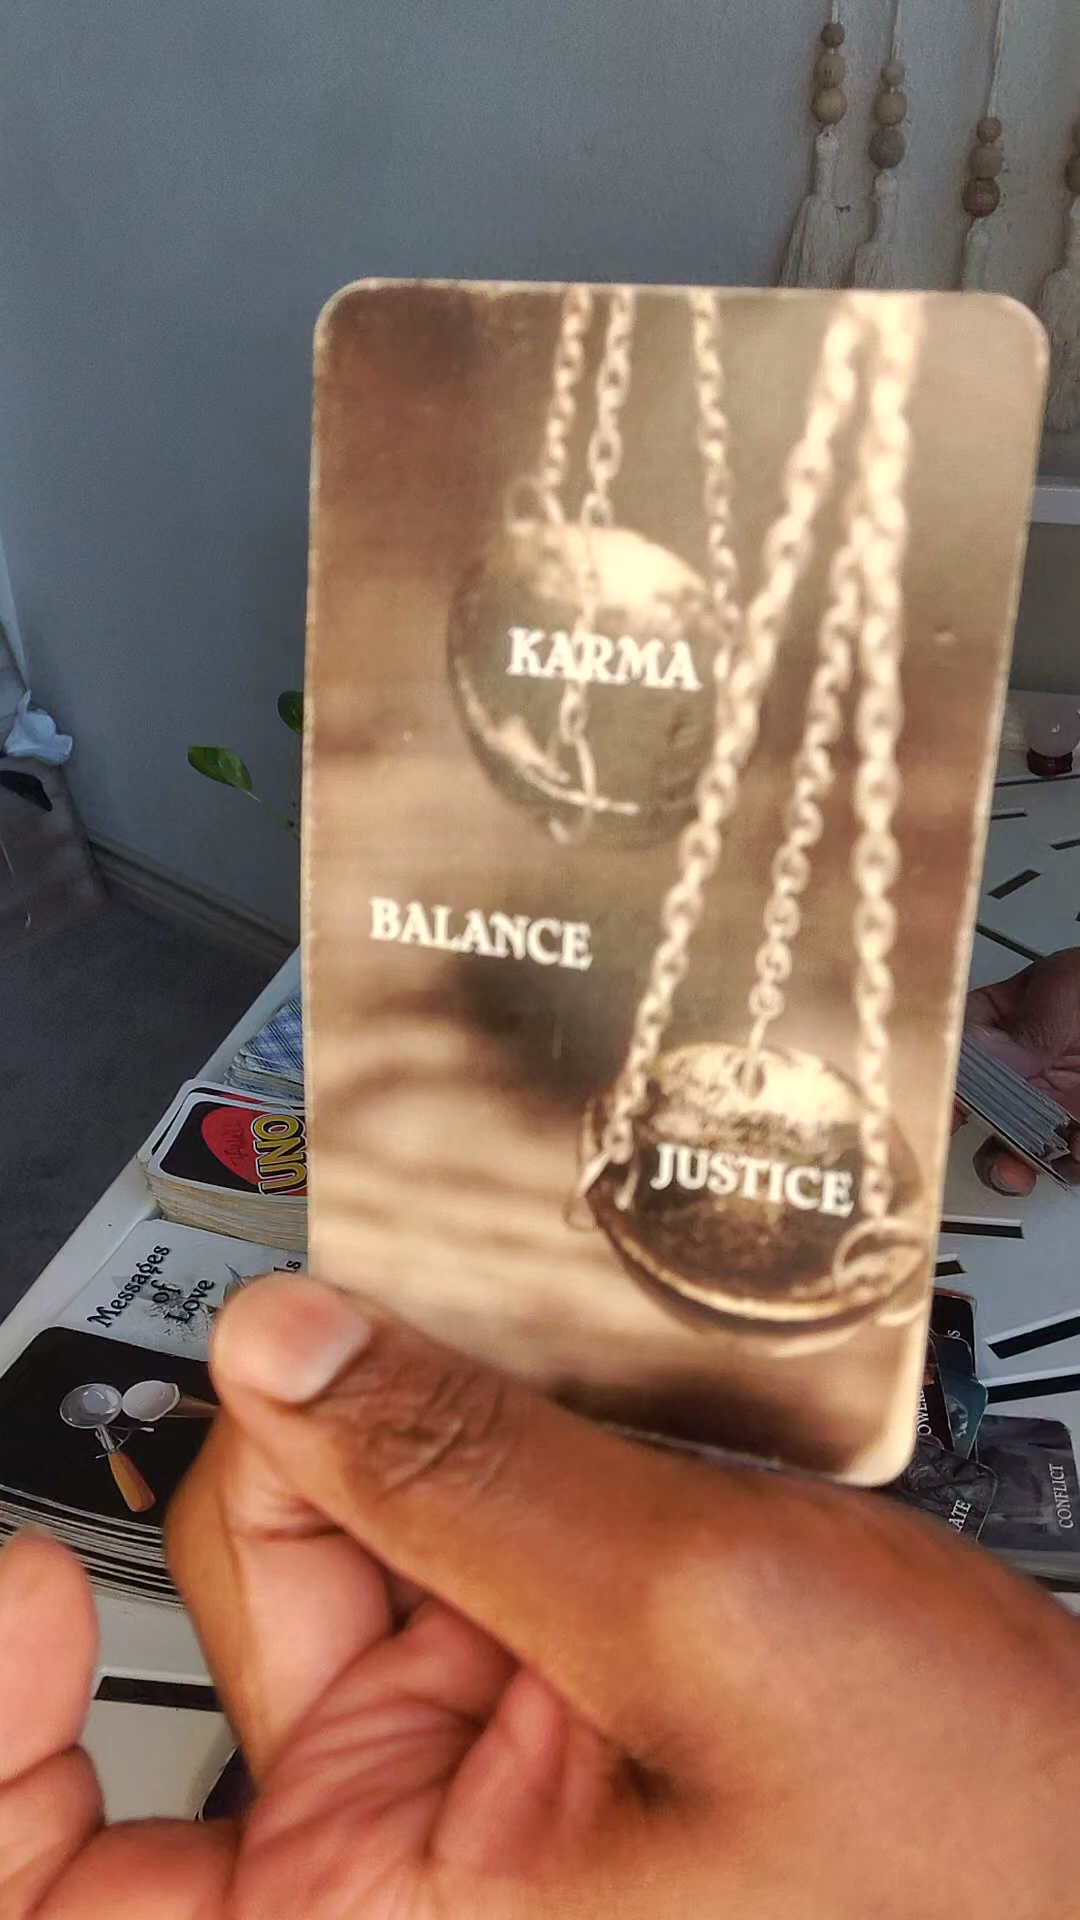 KARMA
BALANCE
JUSTICE
UNO
Messages
of
Love
CONFLICT